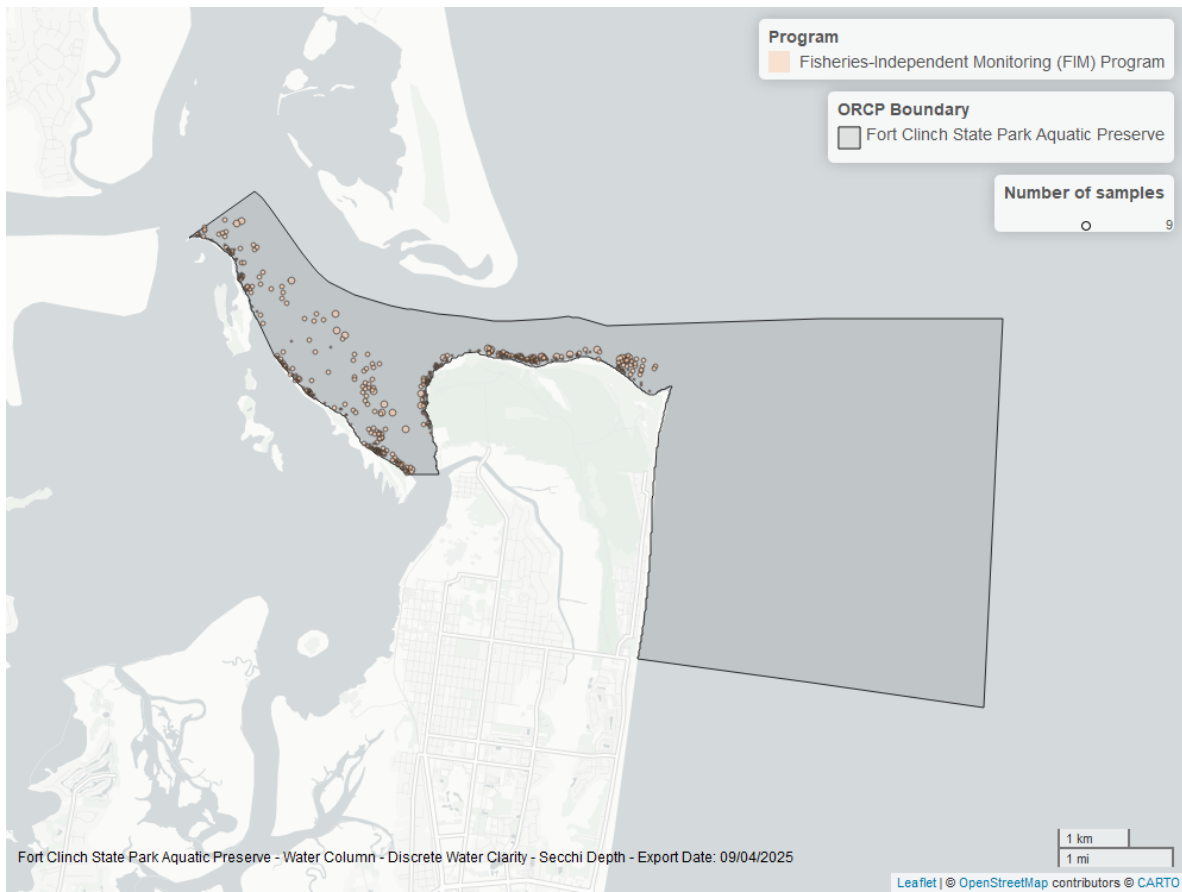 Program
Fisheries-Independent Monitoring (FIM) Program
ORCP Boundary
Fort Clinch State Park Aquatic Preserve
Number of samples
9
1 km
1 mi
Fort Clinch State Park Aquatic Preserve - Water Column - Discrete Water Clarity - Secchi Depth - Export Date: 09/04/2025
Leaflet | © OpenStreetMap contributors © CARTO